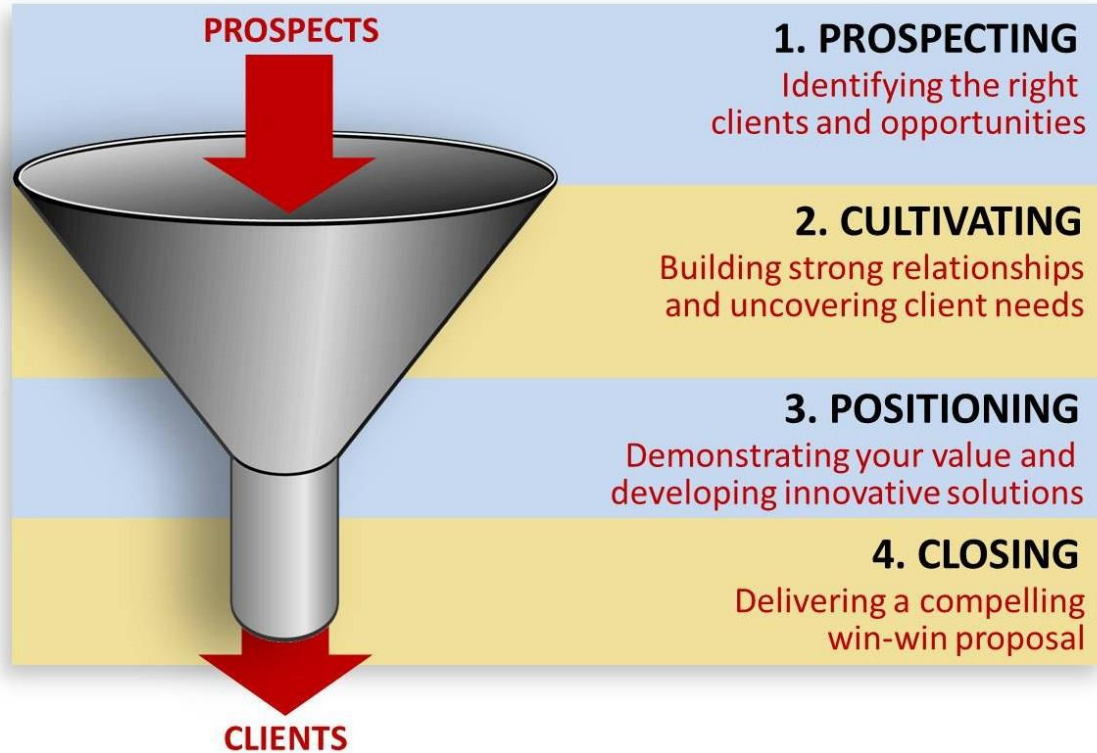 PROSPECTS
1. PROSPECTING
Identifying the right
clients and opportunities
2. CULTIVATING
Building strong relationships
and uncovering client needs
3. POSITIONING
Demonstrating your value and
developing innovative solutions
4. CLOSING
Delivering a compelling
win-win proposal
CLIENTS